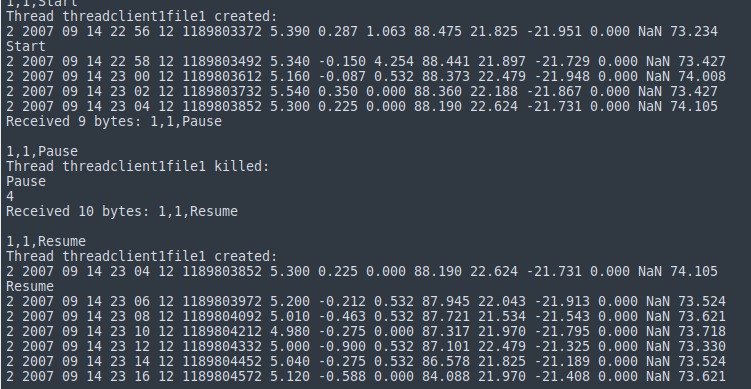 1,1,Start
Thread threadclient1file1 created:
2 2007 09 14 22 56 12 1189803372 5.390 0.287 1.063 88.475 21.825 -21.951 0.000 NaN 73.234
Start
2 2007 09 14 22 58 12 1189803492 5.340 -0.150 4.254 88.441 21.897 -21.729 0.000 NaN 73.427
2 2007 09 14 23 00 12 1189803612 5.160 -0.087 0.532 88.373 22.479 -21.948 0.000 NaN 74.008
2 2007 09 14 23 02 12 1189803732 5.540 0.350 0.000 88.360 22.188 -21.867 0.000 NaN 73.427
2 2007 09 14 23 04 12 1189803852 5.300 0.225 0.000 88.190 22.624 -21.731 0.000 NaN 74.105
Received 9 bytes: 1,1,Pause
1,1,Pause
Thread threadclient1file1 killed:
Pause
4
Received 10 bytes: 1,1,Resume
1,1,Resume
Thread threadclient1file1 created:
2 2007 09 14 23 04 12 1189803852 5.300 0.225 0.000 88.190 22.624 -21.731 0.000 NaN 74.105
Resume
2 2007 09 14 23 06 12 1189803972 5.200 -0.212 0.532 87.945 22.043 -21.913 0.000 NaN 73.524
2 2007 09 14 23 08 12 1189804092 5.010 -0.463 0.532 87.721 21.534 -21.543 0.000 NaN 73.621
2 2007 09 14 23 10 12 1189804212 4.980 -0.275 0.000 87.317 21.970 -21.795 0.000 NaN 73.718
2 2007 09 14 23 12 12 1189804332 5.000 -0.900 0.532 87.101 22.479 -21.325 0.000 NaN 73.330
2 2007 09 14 23 14 12 1189804452 5.040 -0.275 0.532 86.578 21.825 -21.189 0.000 NaN 73.524
2 2007 09 14 23 16 12 1189804572 5.120 -0.588 0.000 84.088 21.970 -21.408 0.000 NaN 73.621